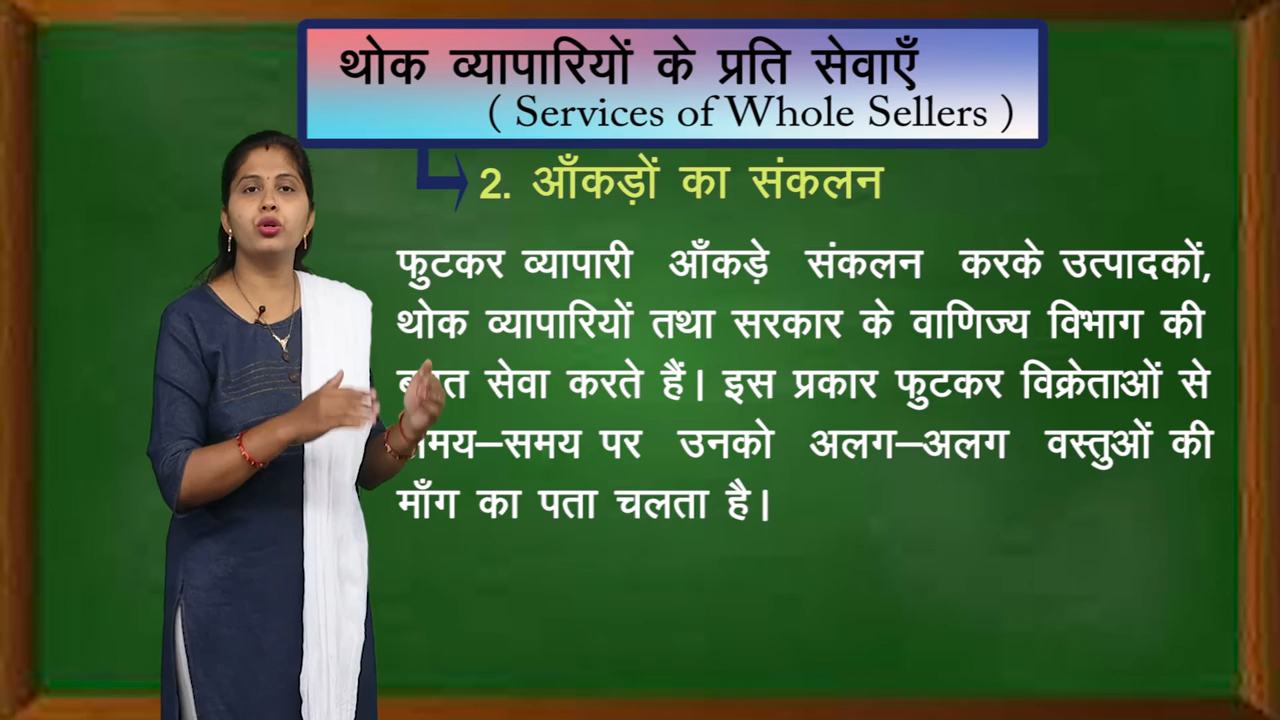 थोक व्यापारियों के प्रति सेवाएँ
( Services of Whole Sellers )
2. आँकड़ों का संकलन
फुटकर व्यापारी आँकड़े संकलन करके उत्पादकों,
थोक व्यापारियों तथा सरकार के वाणिज्य विभाग की
सेवा करते हैं। इस प्रकार फुटकर विक्रेताओं से
समय पर उनको अलग–अलग वस्तुओं की
माँग का पता चलता है।